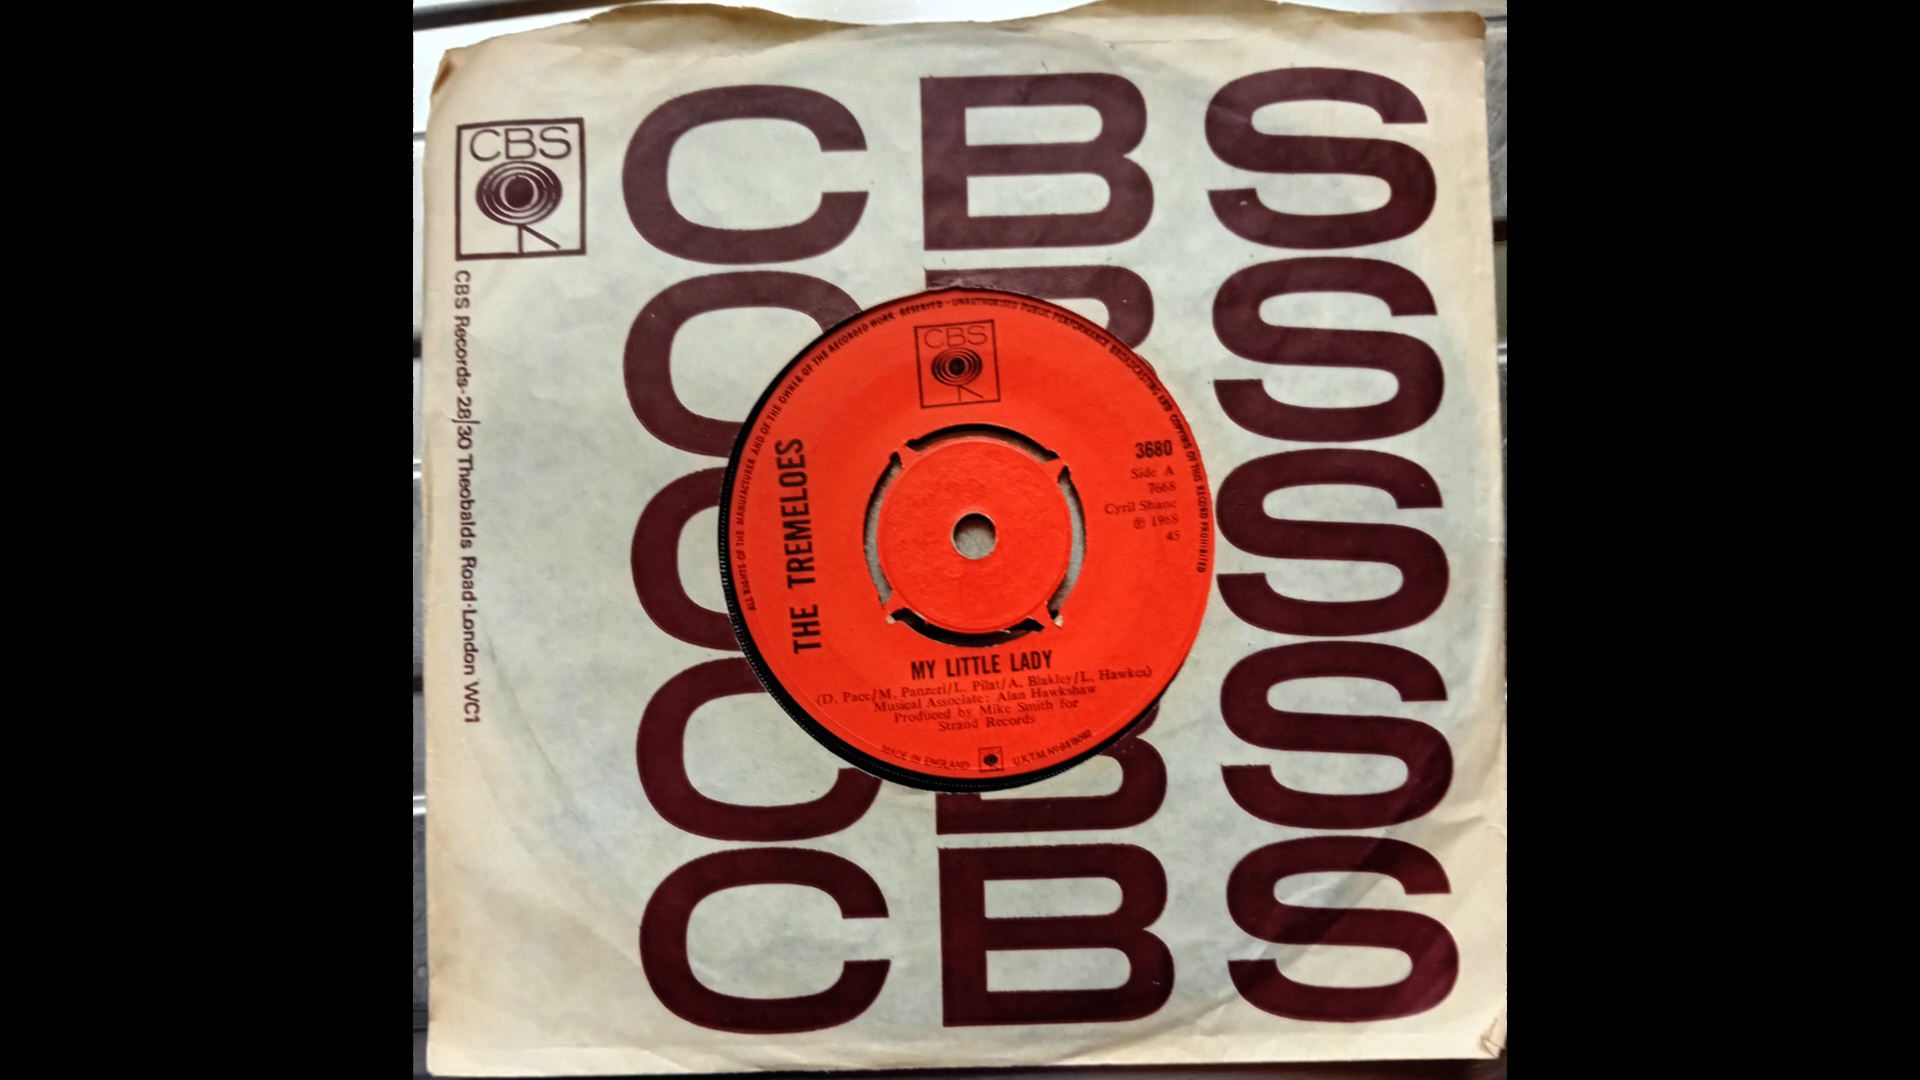 CBS
CBS Records·28/30 Theobalds Road·London WC1
CBS
CBS
CBS
CBS
CBS
ALL RIGHTS OF THE MANUFACTURER AND OF THE OWNER OF THE RECORDED WORK RESERVED · UNAUTHORISED PUBLIC PERFORMANCE BROADCASTING AND COPYING OF THIS RECORD PROHIBITED
CBS
THE TREMELOES
3680
Side A
7668
Cyril Shane
℗ 1968
45
MY LITTLE LADY
(D. Pace/M. Panzeri/L. Pilat/A. Blakley/L. Hawkes)
Musical Associate: Alan Hawkshaw
Produced by Mike Smith for
Strand Records
MADE IN ENGLAND
CBS
U.K.T.M. No